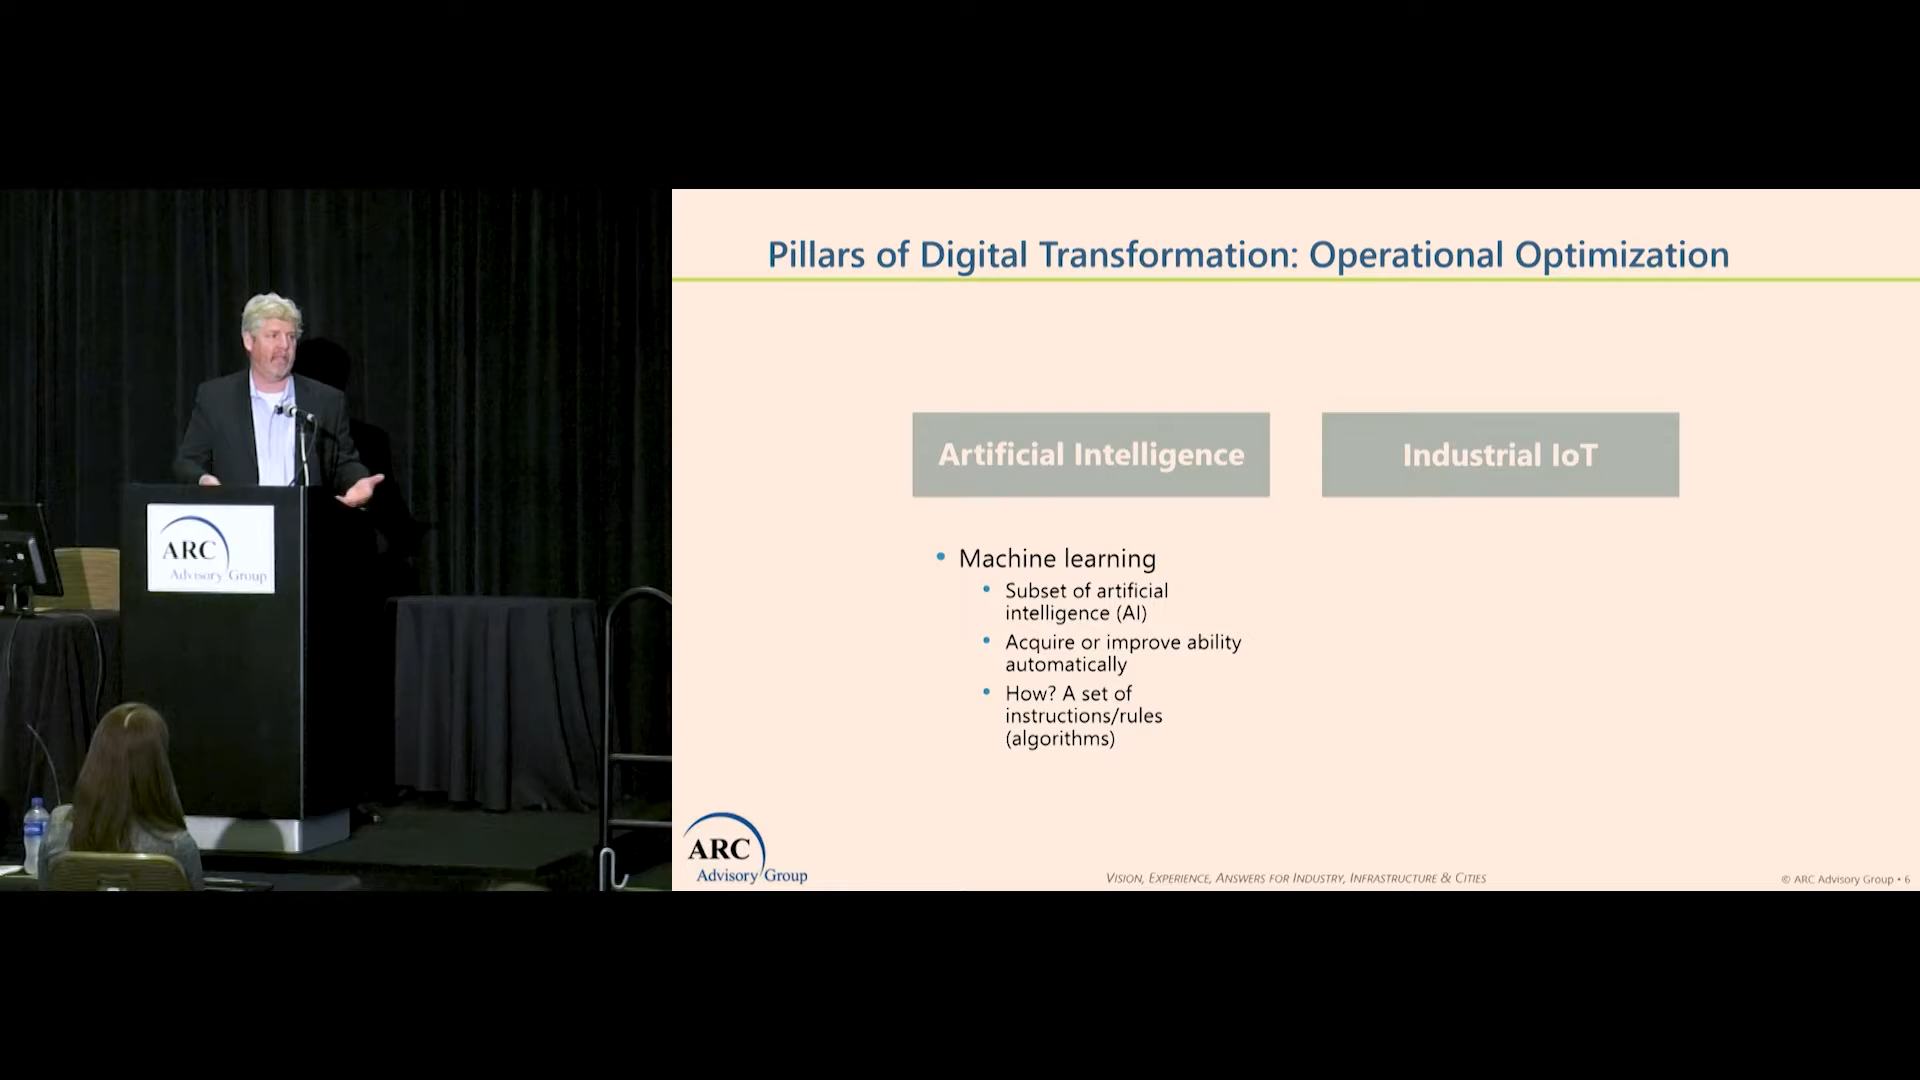 Pillars of Digital Transformation: Operational Optimization
Artificial Intelligence
Industrial IoT
• Machine learning
• Subset of artificial
intelligence (AI)
• Acquire or improve ability
automatically
• How? A set of
instructions/rules
(algorithms)
ARC
Advisory Group
ARC
Advisory Group
Vision, Experience, Answers for Industry, Infrastructure & Cities
© ARC Advisory Group • 6